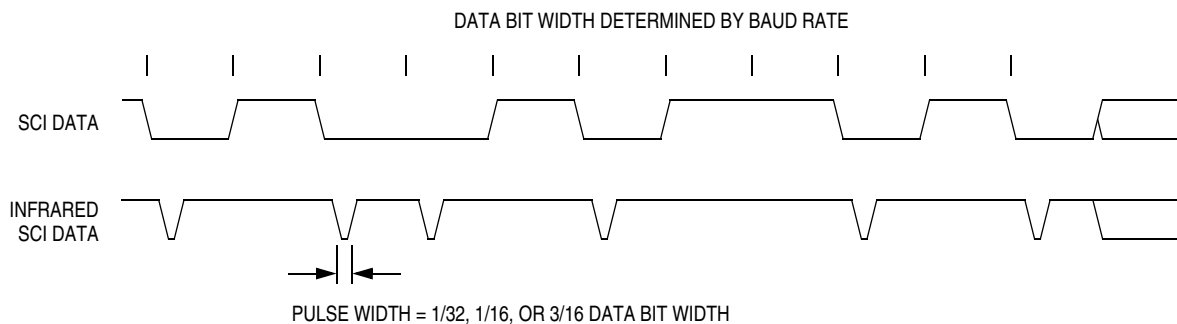 DATA BIT WIDTH DETERMINED BY BAUD RATE
SCI DATA
INFRARED
SCI DATA
PULSE WIDTH = 1/32, 1/16, OR 3/16 DATA BIT WIDTH